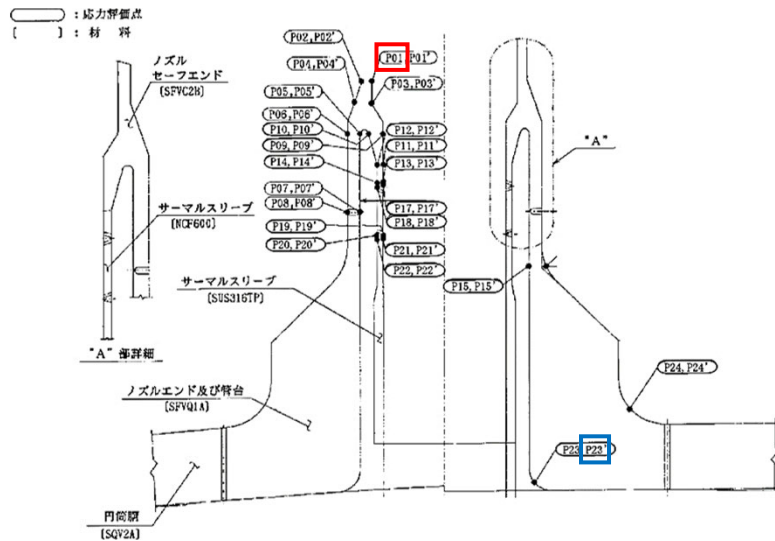 ：応力評価点
[　　]：材　料
ノズル
セーフエンド
[SFVC2B]
サーマルスリーブ
[NCF600]
"A" 部詳細
P02, P02'
P01, P01'
P04, P04'
P03, P03'
P05, P05'
P06, P06'
P10, P10'
P09, P09'
P14, P14'
P12, P12'
P11, P11'
P13, P13'
P07, P07'
P08, P08'
P17, P17'
P18, P18'
P19, P19'
P20, P20'
P21, P21'
P22, P22'
"A"
P15, P15'
サーマルスリーブ
[SUS316TP]
ノズルエンド及び管台
[SFVQ1A]
P24, P24'
P23, P23'
円筒胴
[SQV2A]